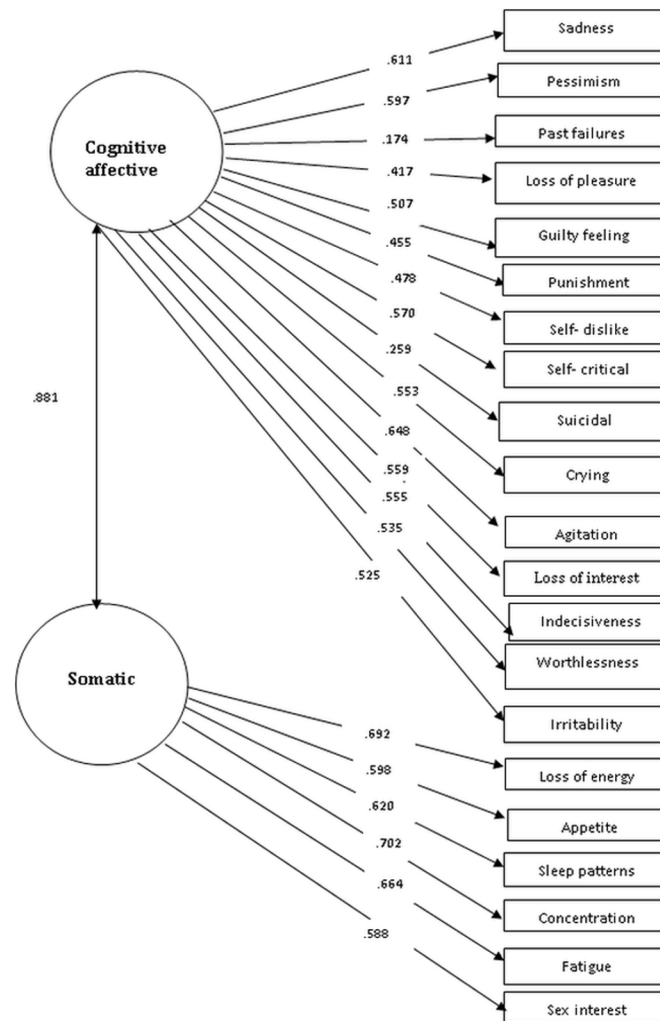 Sadness
.611
Pessimism
.597
Past failures
.174
Cognitive
affective
.417
Loss of pleasure
.507
Guilty feeling
.455
Punishment
.478
Self- dislike
.570
Self- critical
.259
.881
.553
Suicidal
.648
Crying
.559
.555
.535
Agitation
.525
Loss of interest
Indecisiveness
Worthlessness
Somatic
Irritability
.692
.598
Loss of energy
.620
Appetite
.702
Sleep patterns
.664
Concentration
.588
Fatigue
Sex interest